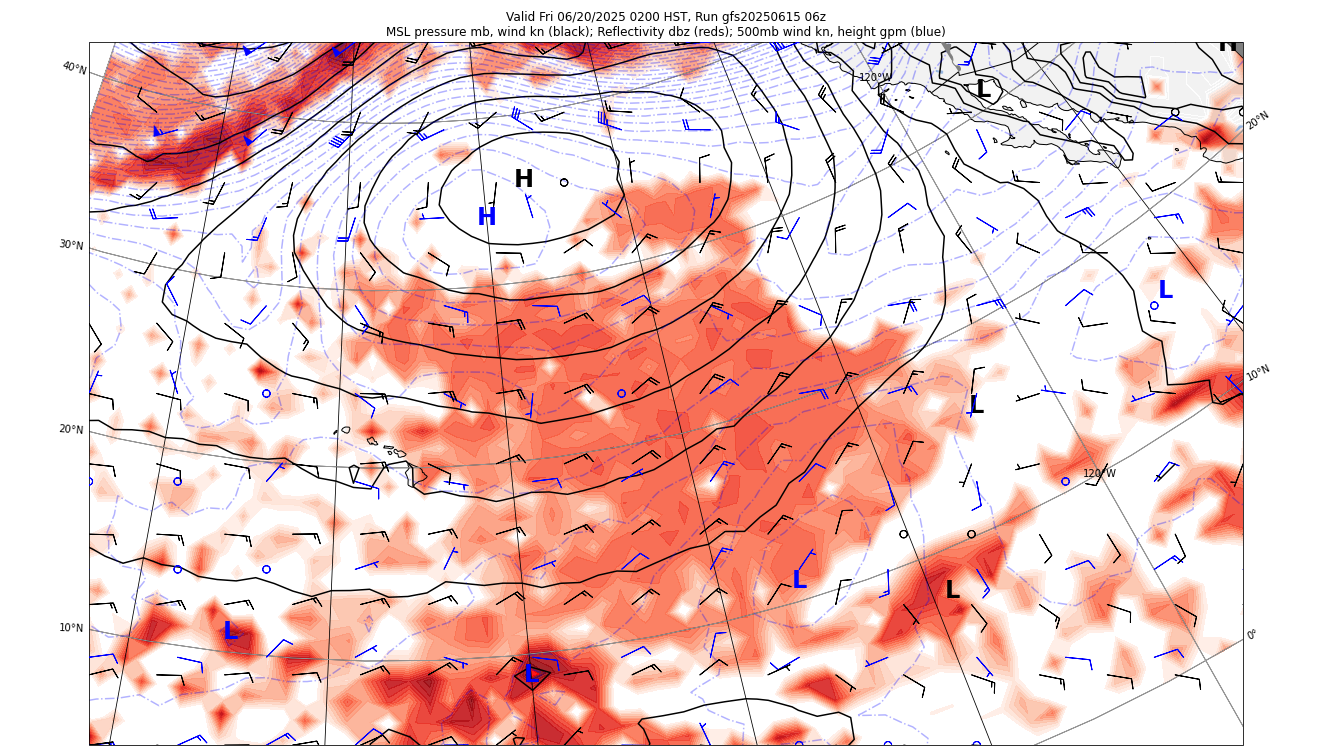 Valid Fri 06/20/2025 0200 HST, Run gfs20250615 06z
MSL pressure mb, wind kn (black); Reflectivity dbz (reds); 500mb wind kn, height gpm (blue)
H
40°N
120°W
L
20°N
H
H
30°N
L
10°N
L
20°N
120°W
L
L
10°N
L
0°
L